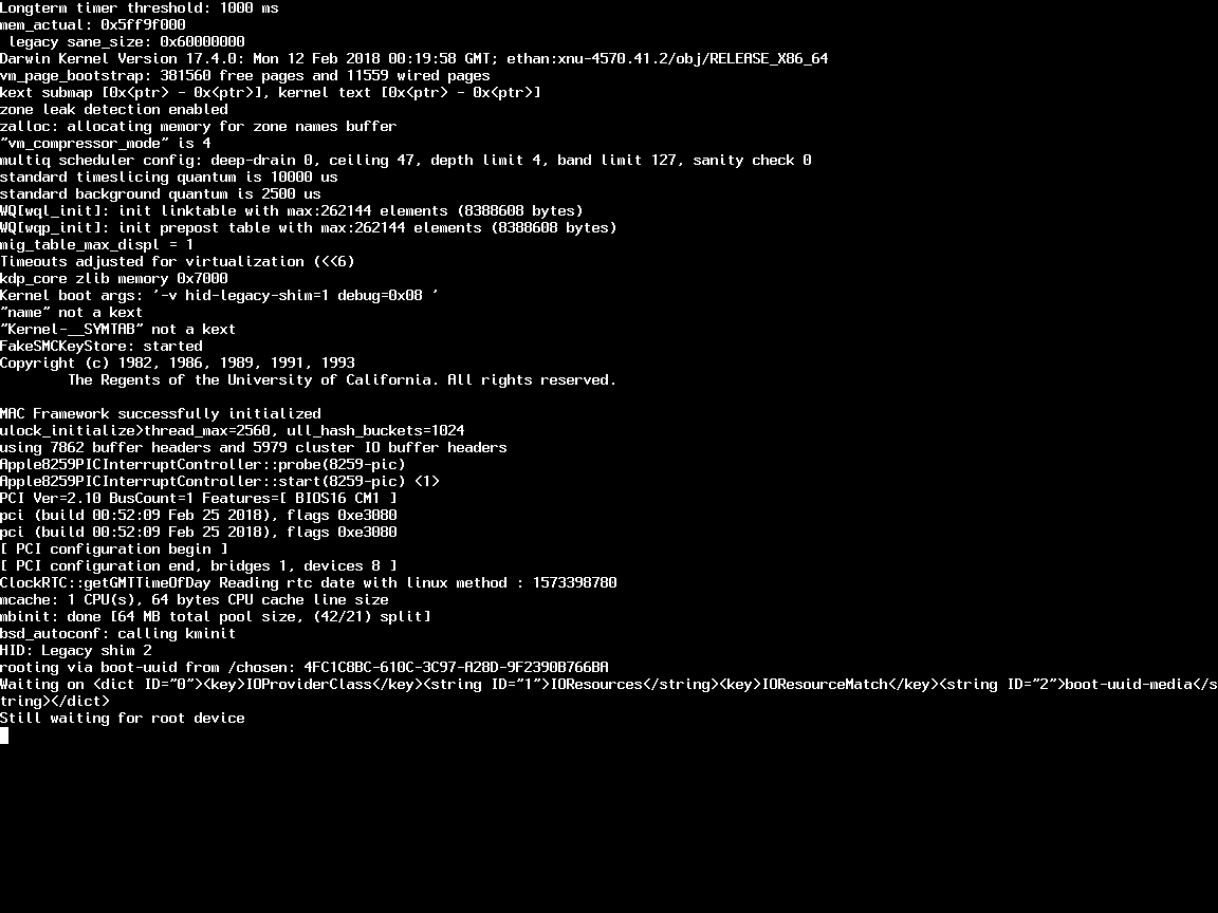 Longterm timer threshold: 1000 ms
mem_actual: 0x5ff9f000
 legacy sane_size: 0x60000000
Darwin Kernel Version 17.4.0: Mon 12 Feb 2018 00:19:58 GMT; ethan:xnu-4570.41.2/obj/RELEASE_X86_64
vm_page_bootstrap: 381560 free pages and 11559 wired pages
kext submap [0x<ptr> - 0x<ptr>], kernel text [0x<ptr> - 0x<ptr>]
zone leak detection enabled
zalloc: allocating memory for zone names buffer
"vm_compressor_mode" is 4
multiq scheduler config: deep-drain 0, ceiling 47, depth limit 4, band limit 127, sanity check 0
standard timeslicing quantum is 10000 us
standard background quantum is 2500 us
WQ[wql_init]: init linktable with max:262144 elements (8388608 bytes)
WQ[wqp_init]: init prepost table with max:262144 elements (8388608 bytes)
mig_table_max_displ = 1
Timeouts adjusted for virtualization (<<6)
kdp_core zlib memory 0x7000
Kernel boot args: '-v hid-legacy-shim=1 debug=0x08 '
"name" not a kext
"Kernel-__SYMTAB" not a kext
FakeSMCKeyStore: started
Copyright (c) 1982, 1986, 1989, 1991, 1993
        The Regents of the University of California. All rights reserved.

MAC Framework successfully initialized
ulock_initialize>thread_max=2560, ull_hash_buckets=1024
using 7862 buffer headers and 5979 cluster IO buffer headers
Apple8259PICInterruptController::probe(8259-pic)
Apple8259PICInterruptController::start(8259-pic) <1>
PCI Ver=2.10 BusCount=1 Features=[ BIOS16 CM1 ]
pci (build 00:52:09 Feb 25 2018), flags 0xe3080
pci (build 00:52:09 Feb 25 2018), flags 0xe3080
[ PCI configuration begin ]
[ PCI configuration end, bridges 1, devices 8 ]
ClockRTC::getGMTTimeOfDay Reading rtc date with linux method : 1573398780
mcache: 1 CPU(s), 64 bytes CPU cache line size
mbinit: done [64 MB total pool size, (42/21) split]
bsd_autoconf: calling kminit
HID: Legacy shim 2
rooting via boot-uuid from /chosen: 4FC1C8BC-610C-3C97-A28D-9F2390B766BA
Waiting on <dict ID="0"><key>IOProviderClass</key><string ID="1">IOResources</string><key>IOResourceMatch</key><string ID="2">boot-uuid-media</s
tring></dict>
Still waiting for root device